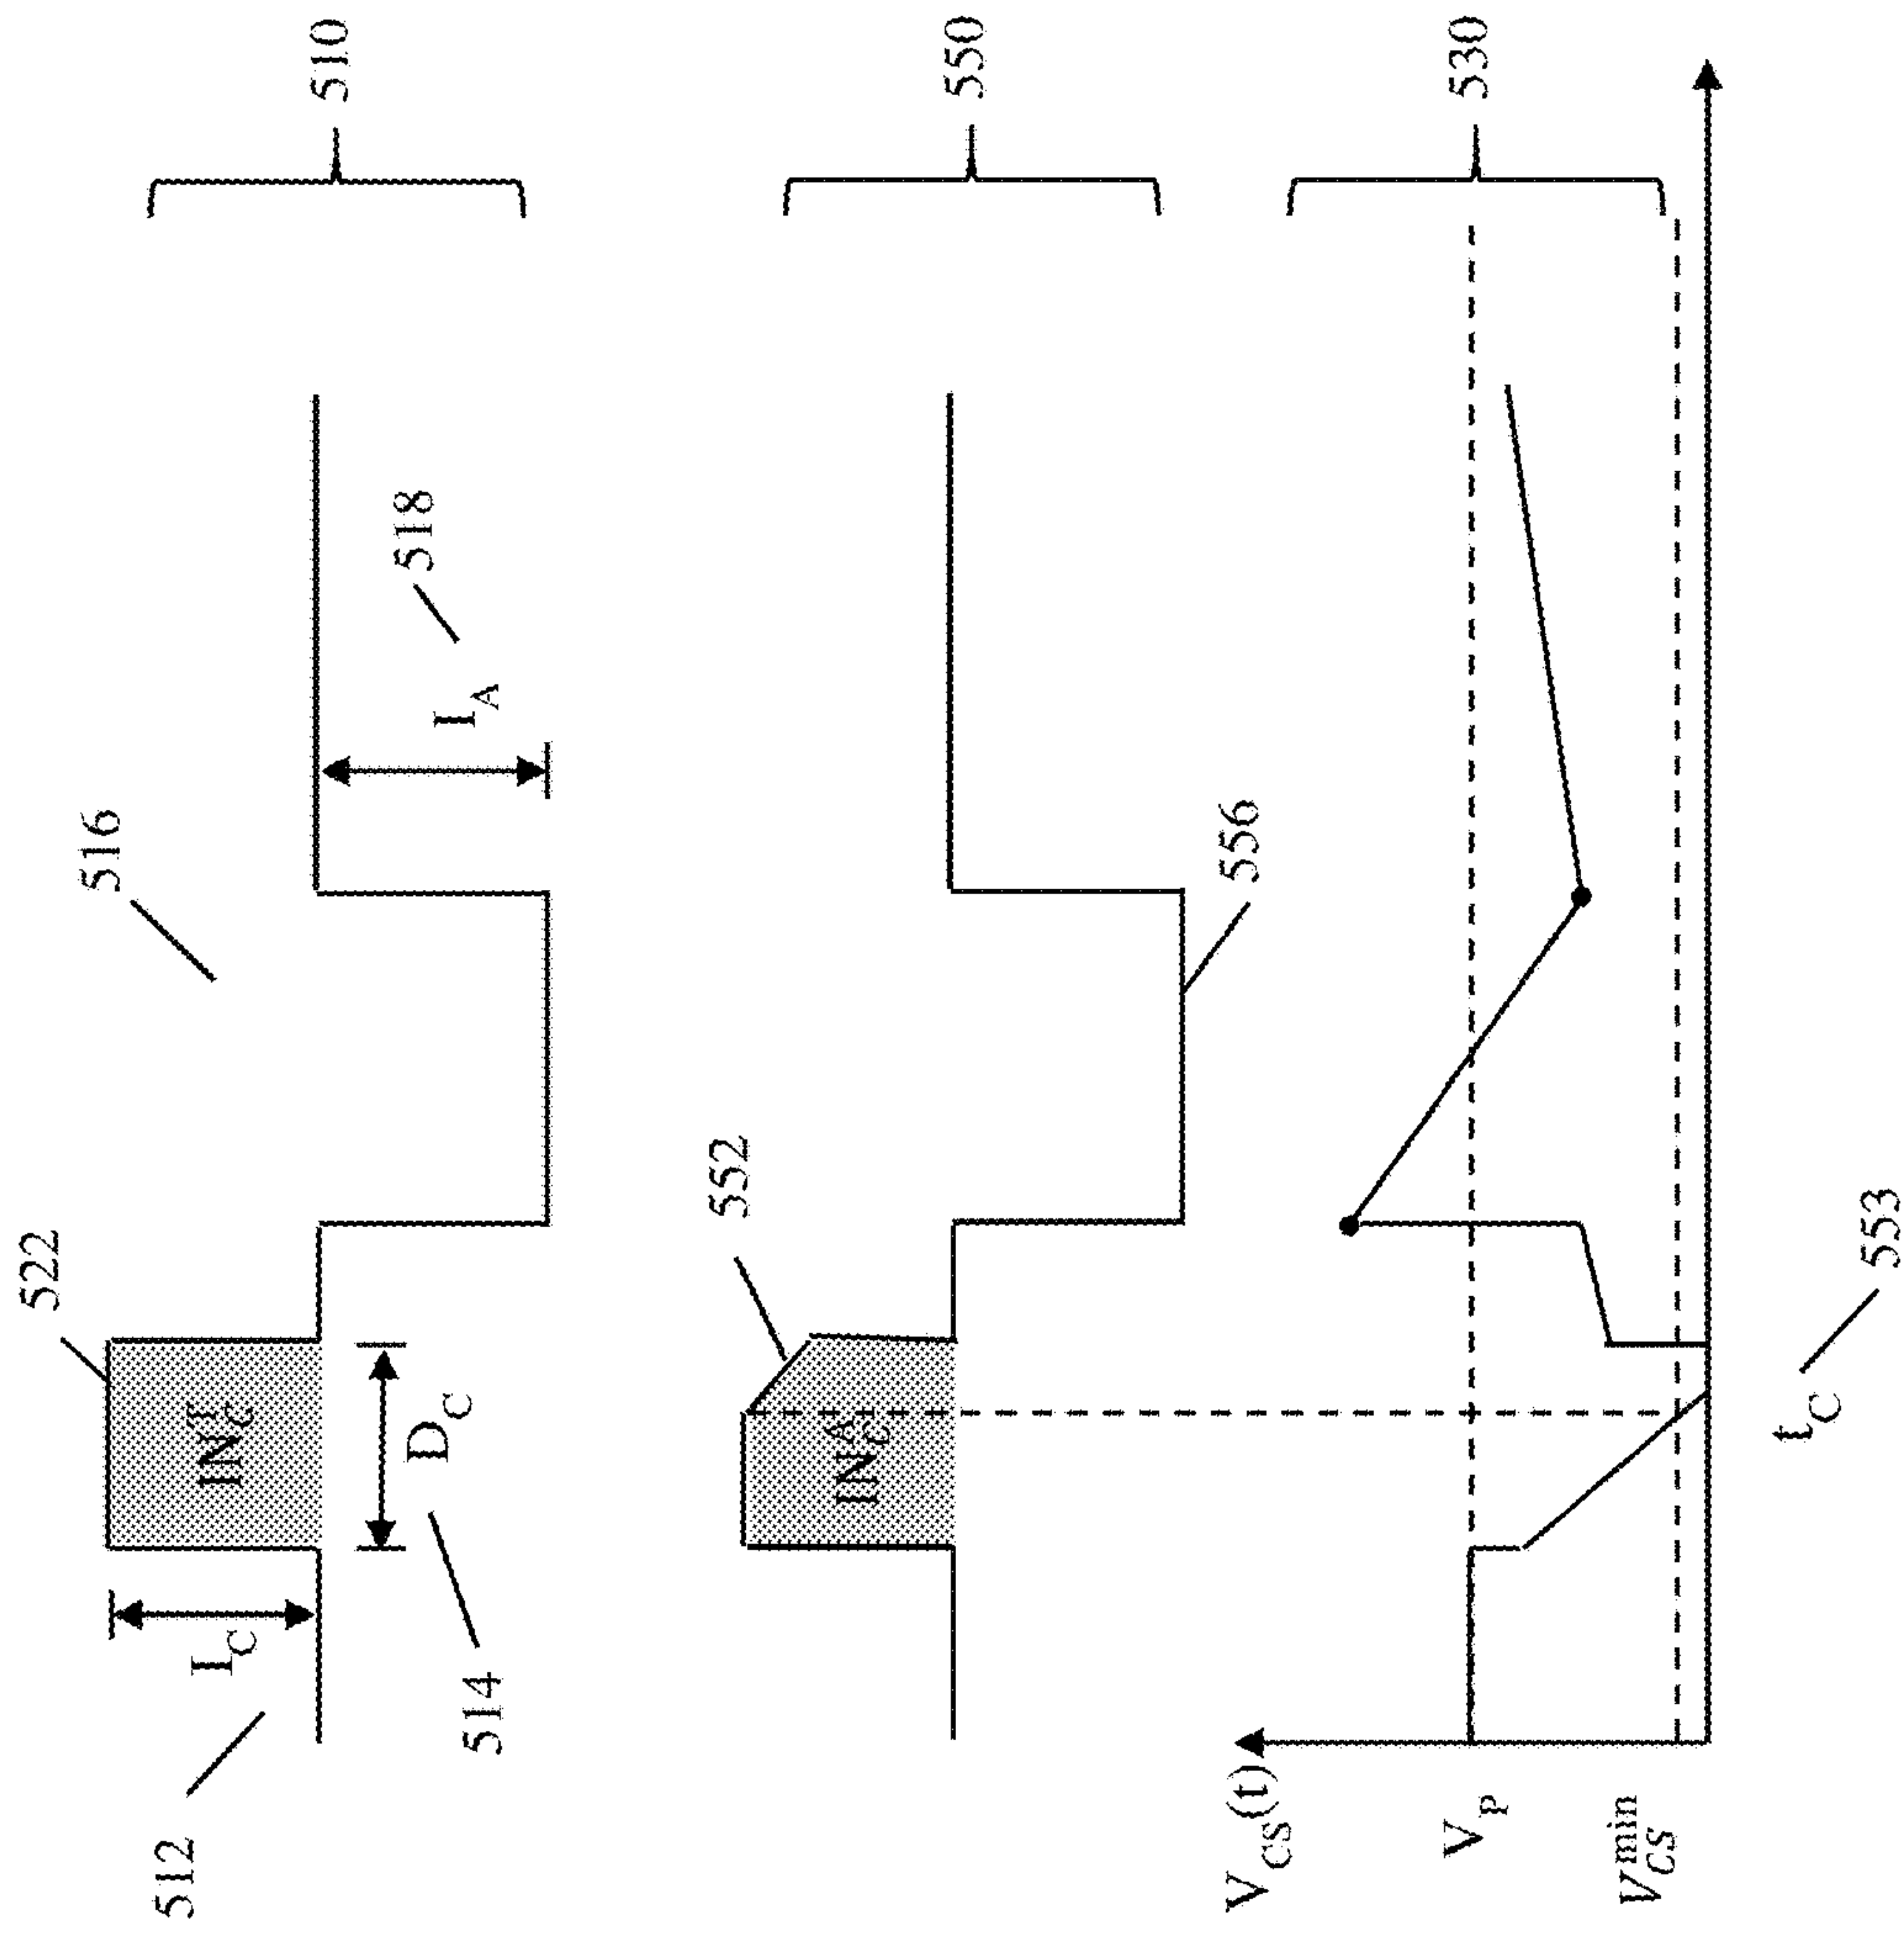 522
516
510
512
I_C
IN_C^T
514
D_C
I_A
518
552
IN_C^A
550
556
V_CS(t)
V_P
V_CS^min
530
t_C
553